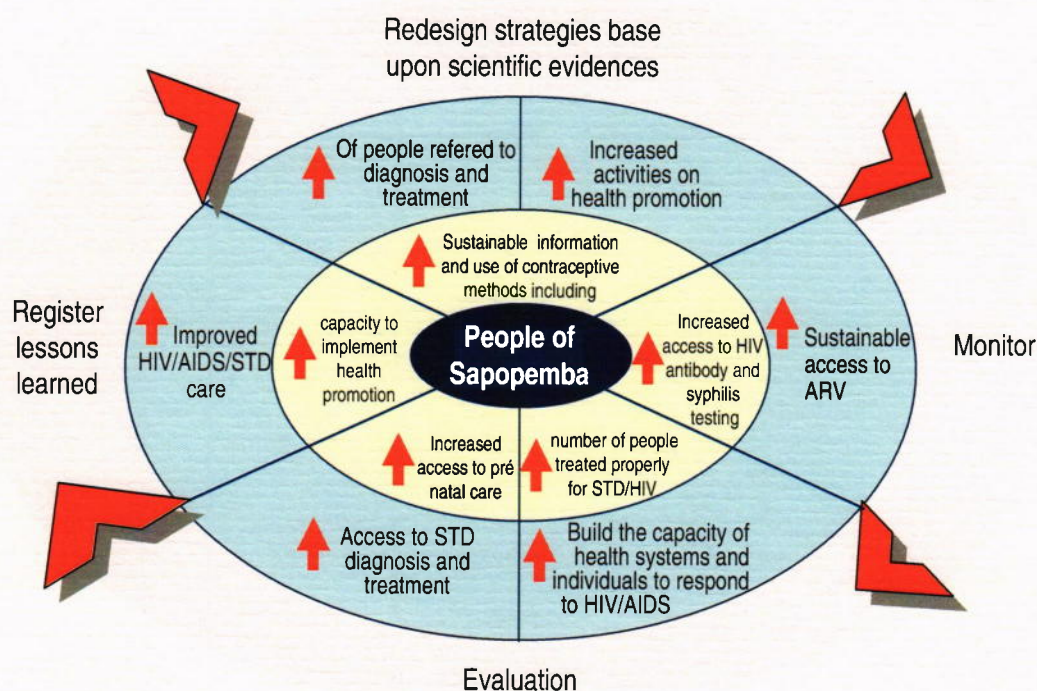 Redesign strategies base
upon scientific evidences
Of people refered to
diagnosis and
treatment
Increased
activities on
health promotion
Sustainable information
and use of contraceptive
methods including
Register
lessons
learned
Improved
HIV/AIDS/STD
care
capacity to
implement
health
promotion
People of
Sapopemba
Increased
access to HIV
antibody and
syphilis
testing
Sustainable
access to
ARV
Monitor
Increased
access to pré
natal care
number of people
treated properly
for STD/HIV
Access to STD
diagnosis and
treatment
Build the capacity of
health systems and
individuals to respond
to HIV/AIDS
Evaluation